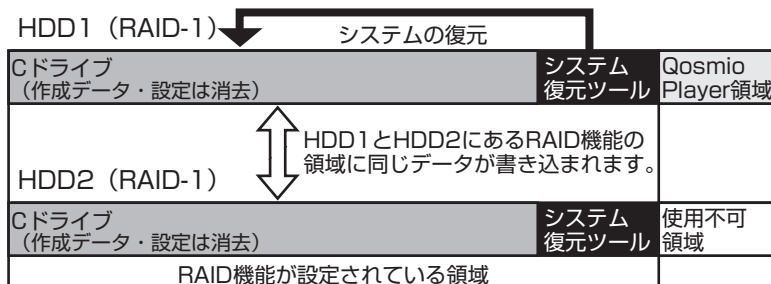 HDD1（RAID-1）
システムの復元
Cドライブ
（作成データ・設定は消去）
システム
復元ツール
Qosmio
Player領域
HDD1とHDD2にあるRAID機能の
領域に同じデータが書き込まれます。
HDD2（RAID-1）
Cドライブ
（作成データ・設定は消去）
システム
復元ツール
使用不可
領域
RAID機能が設定されている領域